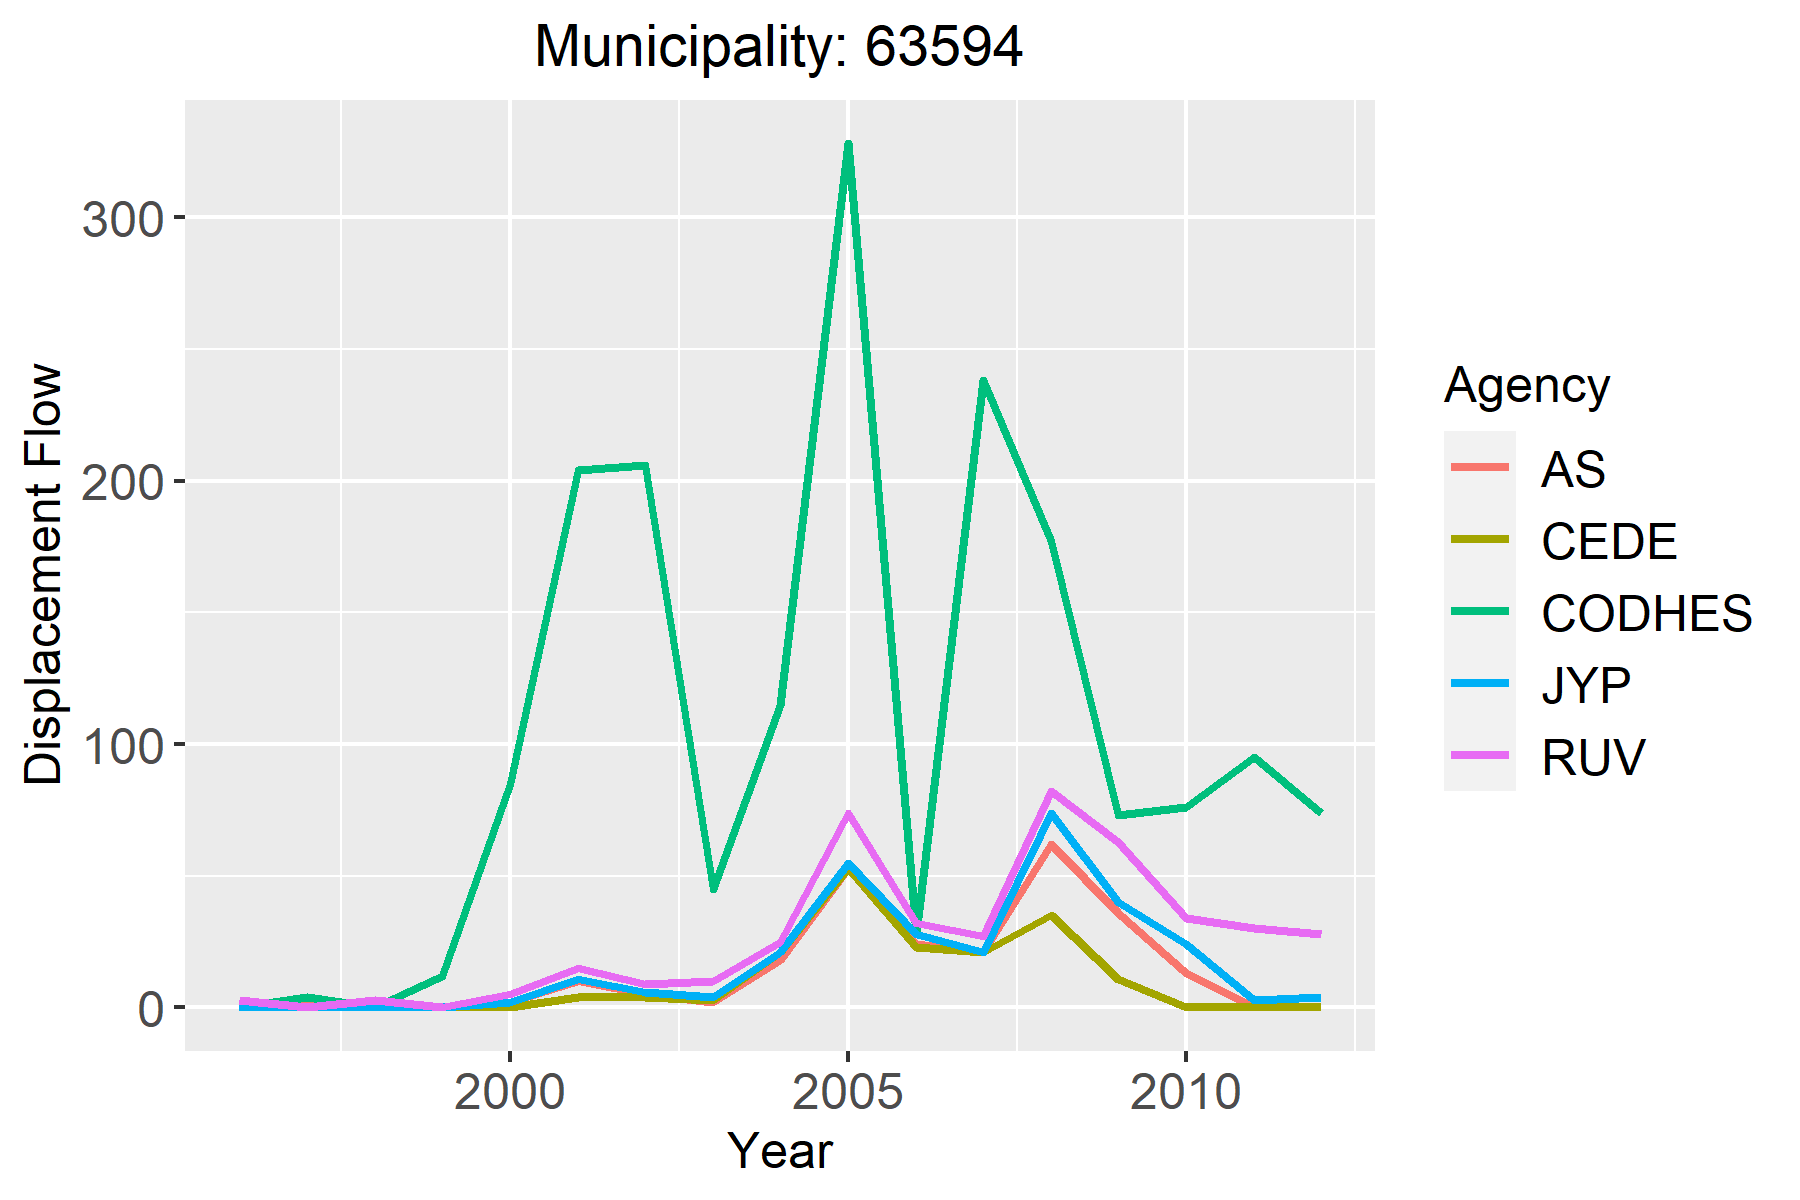 Municipality: 63594
Displacement Flow
300
200
100
0
2000 2005 2010
Year
Agency
AS
CEDE
CODHES
JYP
RUV